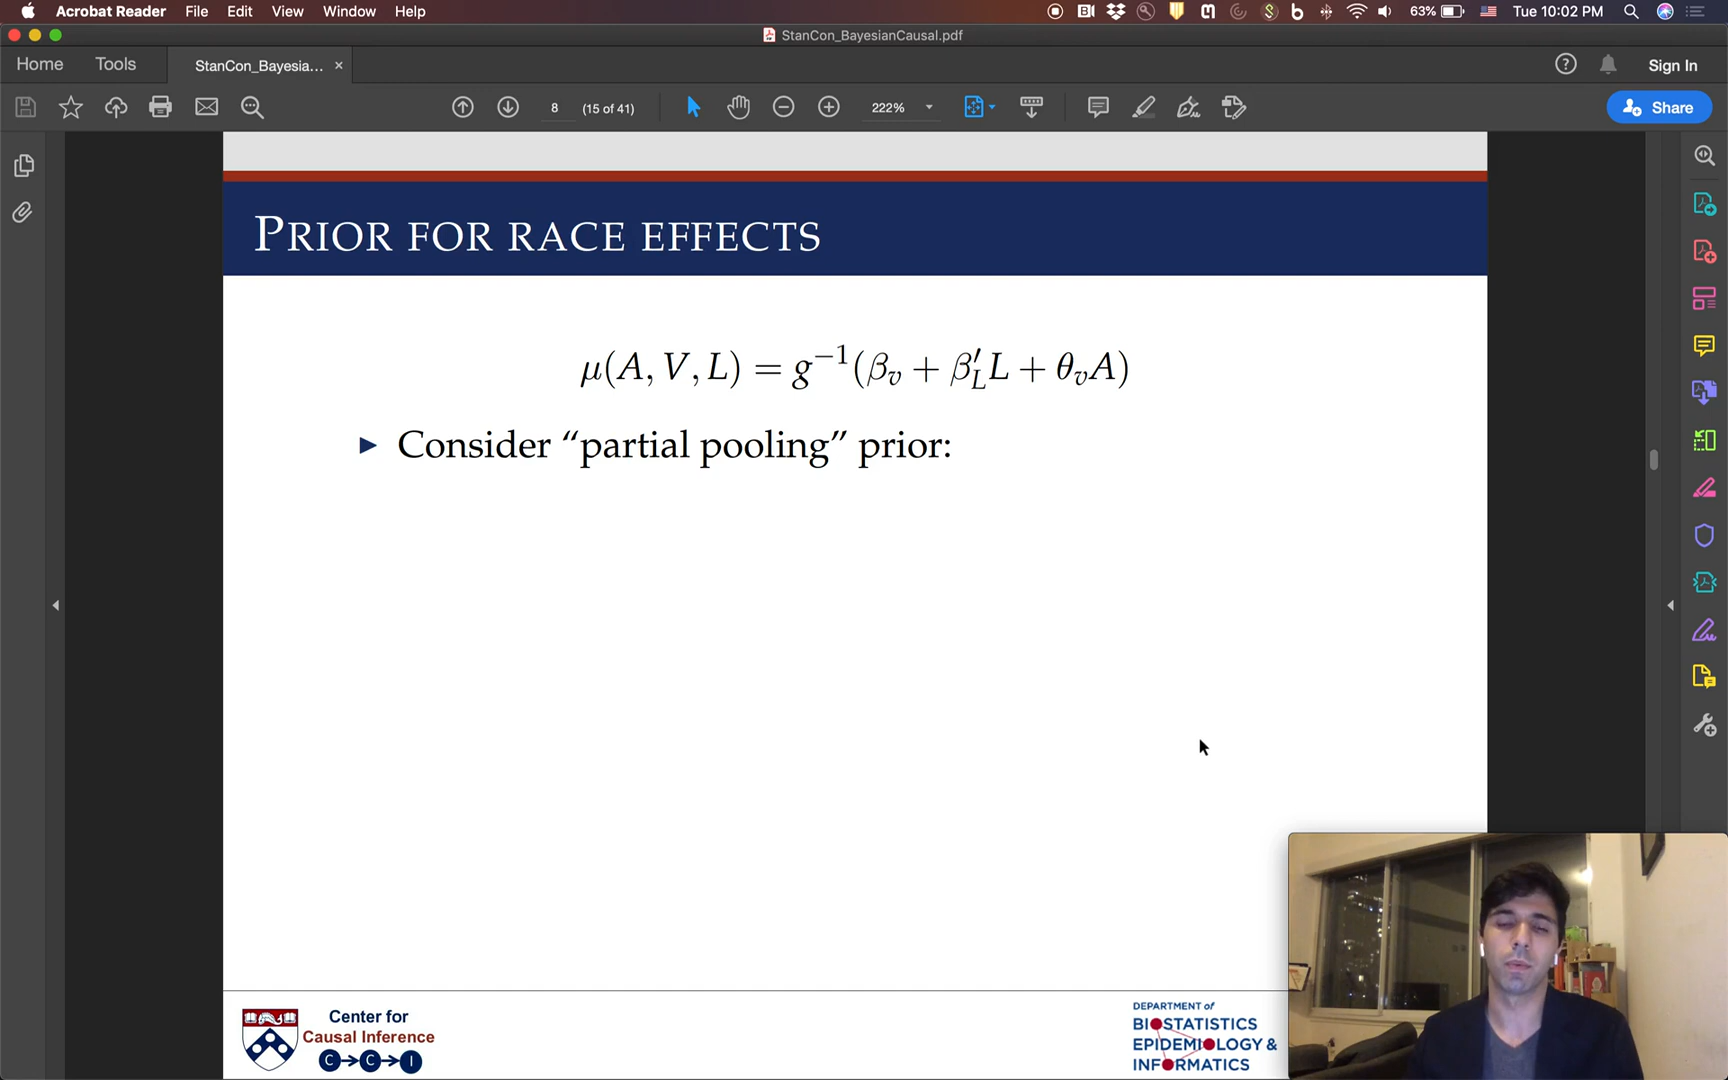 Acrobat Reader File Edit View Window Help
63% Tue 10:02 PM
StanCon_BayesianCausal.pdf
Home Tools StanCon_Bayesia... × Sign In
8 (15 of 41) 222% Share
PRIOR FOR RACE EFFECTS
μ(A, V, L) = g⁻¹(βᵥ + β′_L L + θᵥA)
► Consider “partial pooling” prior:
Center for
Causal Inference
C→C→I
DEPARTMENT of
BIOSTATISTICS
EPIDEMIOLOGY &
INFORMATICS